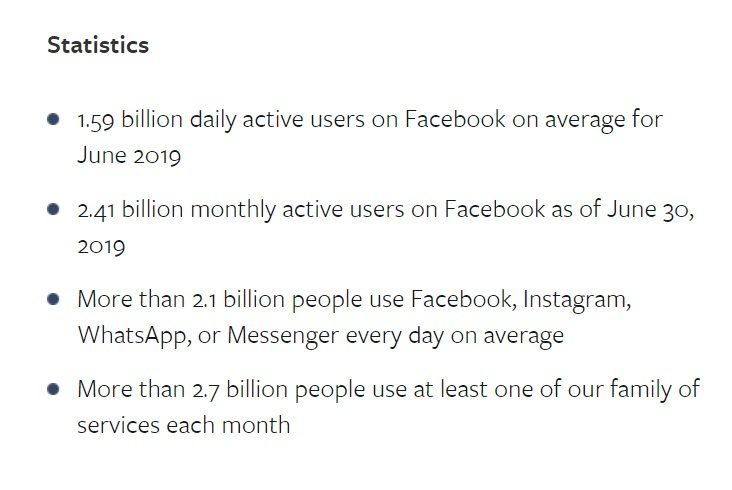 Statistics
1.59 billion daily active users on Facebook on average for
June 2019
2.41 billion monthly active users on Facebook as of June 30,
2019
More than 2.1 billion people use Facebook, Instagram,
WhatsApp, or Messenger every day on average
More than 2.7 billion people use at least one of our family of
services each month